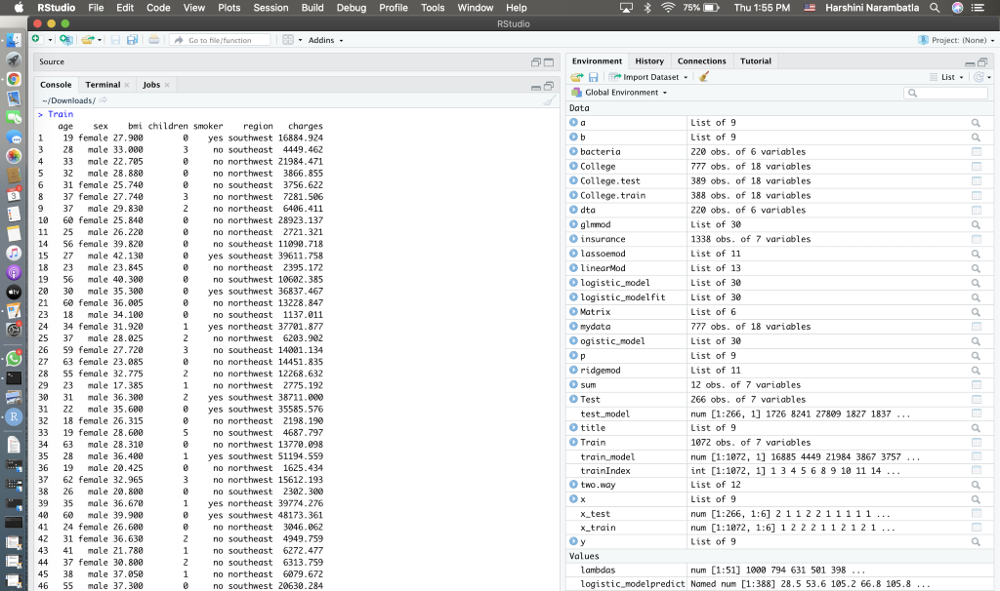 RStudio File Edit Code View Plots Session Build Debug Profile Tools Window Help 75% Thu 1:55 PM Harshini Narambatla
RStudio
Go to file/function Addins Project: (None)
Source
Console Terminal × Jobs ×
~/Downloads/
> Train
age sex bmi children smoker region charges
1 19 female 27.900 0 yes southwest 16884.924
3 28 male 33.000 3 no southeast 4449.462
4 33 male 22.705 0 no northwest 21984.471
5 32 male 28.880 0 no northwest 3866.855
6 31 female 25.740 0 no southeast 3756.622
8 37 female 27.740 3 no northwest 7281.506
9 37 male 29.830 2 no northeast 6406.411
10 60 female 25.840 0 no northwest 28923.137
11 25 male 26.220 0 no northeast 2721.321
14 56 female 39.820 0 no southeast 11090.718
15 27 male 42.130 0 yes southeast 39611.758
18 23 male 23.845 0 no northeast 2395.172
19 56 male 40.300 0 no southwest 10602.385
20 30 male 35.300 0 yes southwest 36837.467
21 60 female 36.005 0 no northeast 13228.847
23 18 male 34.100 0 no southeast 1137.011
24 34 female 31.920 1 yes northeast 37701.877
25 37 male 28.025 2 no northwest 6203.902
26 59 female 27.720 3 no southeast 14001.134
27 63 female 23.085 0 no northeast 14451.835
28 55 female 32.775 2 no northwest 12268.632
29 23 male 17.385 1 no northwest 2775.192
30 31 male 36.300 2 yes southwest 38711.000
31 22 male 35.600 0 yes southwest 35585.576
32 18 female 26.315 0 no northeast 2198.190
33 19 female 28.600 5 no southwest 4687.797
34 63 male 28.310 0 no northwest 13770.098
35 28 male 36.400 1 yes southwest 51194.559
36 19 male 20.425 0 no northwest 1625.434
37 62 female 32.965 3 no northwest 15612.193
38 26 male 20.800 0 no southwest 2302.300
39 35 male 36.670 1 yes northeast 39774.276
40 60 male 39.900 0 yes southwest 48173.361
41 24 female 26.600 0 no northeast 3046.062
42 31 female 36.630 2 no southeast 4949.759
43 41 male 21.780 1 no southeast 6272.477
44 37 female 30.800 2 no southeast 6313.759
45 38 male 37.050 1 no northeast 6079.672
46 55 male 37.300 0 no southwest 20630.284
Environment History Connections Tutorial
Import Dataset List
Global Environment
Data
a List of 9
b List of 9
bacteria 220 obs. of 6 variables
College 777 obs. of 18 variables
College.test 389 obs. of 18 variables
College.train 388 obs. of 18 variables
dta 220 obs. of 6 variables
glmmod List of 30
insurance 1338 obs. of 7 variables
lassoemod List of 11
linearMod List of 13
logistic_model List of 30
logistic_modelfit List of 30
Matrix List of 6
mydata 777 obs. of 18 variables
ogistic_model List of 30
p List of 9
ridgemod List of 11
sum 12 obs. of 7 variables
Test 266 obs. of 7 variables
test_model num [1:266, 1] 1726 8241 27809 1827 1837 ...
title List of 9
Train 1072 obs. of 7 variables
train_model num [1:1072, 1] 16885 4449 21984 3867 3757 ...
trainIndex int [1:1072, 1] 1 3 4 5 6 8 9 10 11 14 ...
two.way List of 12
x List of 9
x_test num [1:266, 1:6] 2 1 1 2 2 1 1 1 1 1 ...
x_train num [1:1072, 1:6] 1 2 2 2 1 1 2 1 2 1 ...
y List of 9
Values
lambdas num [1:51] 1000 794 631 501 398 ...
logistic_modelpredict Named num [1:388] 28.5 53.6 105.2 66.8 105.8 ...